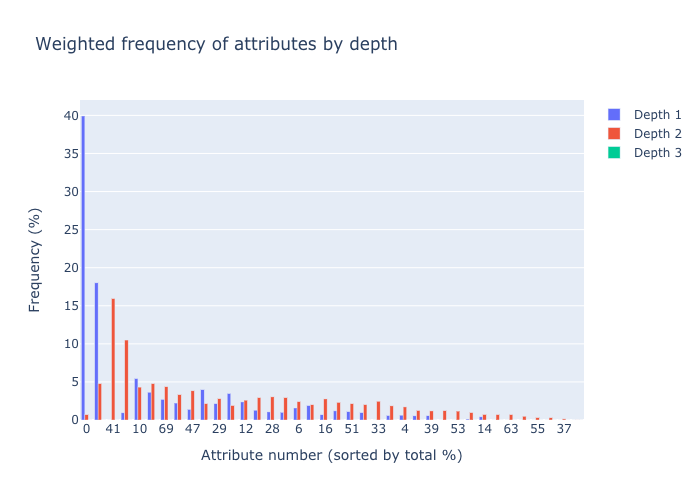 Weighted frequency of attributes by depth
Depth 1
Depth 2
Depth 3
Frequency (%)
40
35
30
25
20
15
10
5
0
0 41 10 69 47 29 12 28 6 16 51 33 4 39 53 14 63 55 37
Attribute number (sorted by total %)